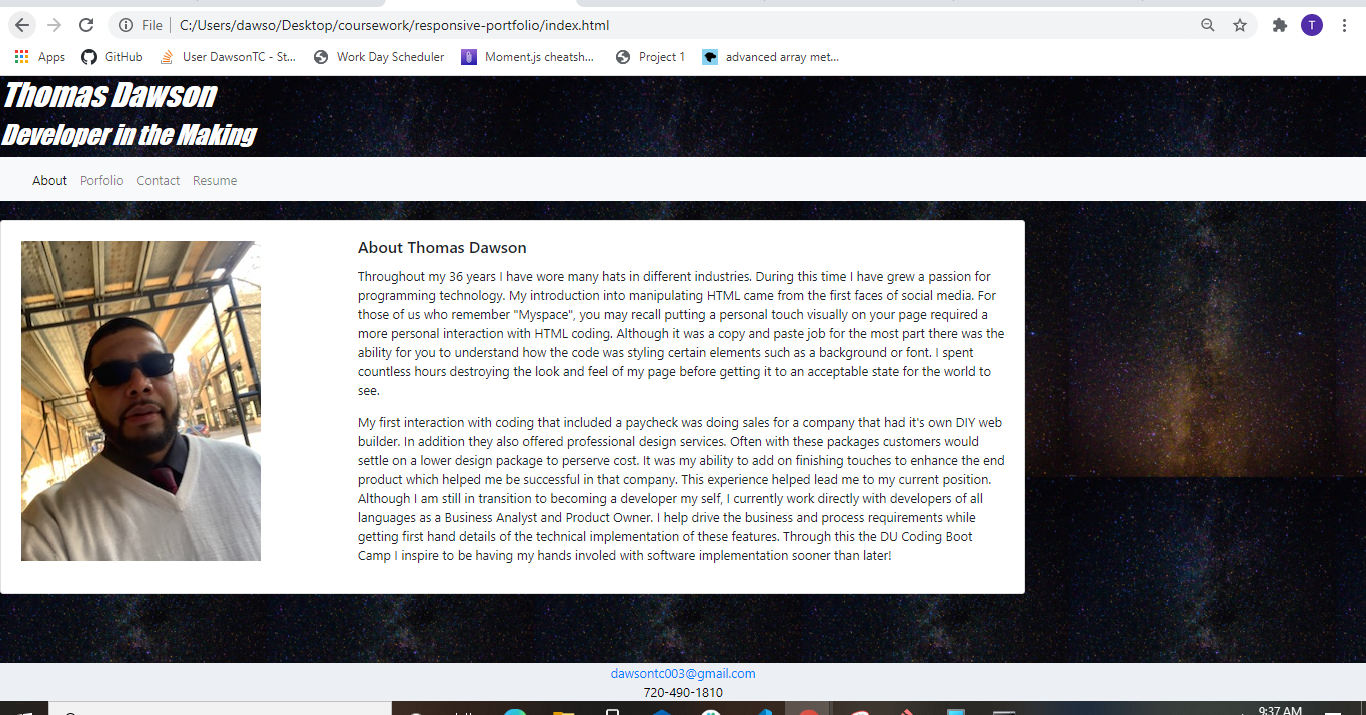 File | C:/Users/dawso/Desktop/coursework/responsive-portfolio/index.html
T
Apps GitHub User DawsonTC - St... Work Day Scheduler Moment.js cheatsh... Project 1 advanced array met...
Thomas Dawson
Developer in the Making
About Porfolio Contact Resume
About Thomas Dawson
Throughout my 36 years I have wore many hats in different industries. During this time I have grew a passion for
programming technology. My introduction into manipulating HTML came from the first faces of social media. For
those of us who remember "Myspace", you may recall putting a personal touch visually on your page required a
more personal interaction with HTML coding. Although it was a copy and paste job for the most part there was the
ability for you to understand how the code was styling certain elements such as a background or font. I spent
countless hours destroying the look and feel of my page before getting it to an acceptable state for the world to
see.
My first interaction with coding that included a paycheck was doing sales for a company that had it's own DIY web
builder. In addition they also offered professional design services. Often with these packages customers would
settle on a lower design package to perserve cost. It was my ability to add on finishing touches to enhance the end
product which helped me be successful in that company. This experience helped lead me to my current position.
Although I am still in transition to becoming a developer my self, I currently work directly with developers of all
languages as a Business Analyst and Product Owner. I help drive the business and process requirements while
getting first hand details of the technical implementation of these features. Through this the DU Coding Boot
Camp I inspire to be having my hands involed with software implementation sooner than later!
dawsontc003@gmail.com
720-490-1810
9:37 AM